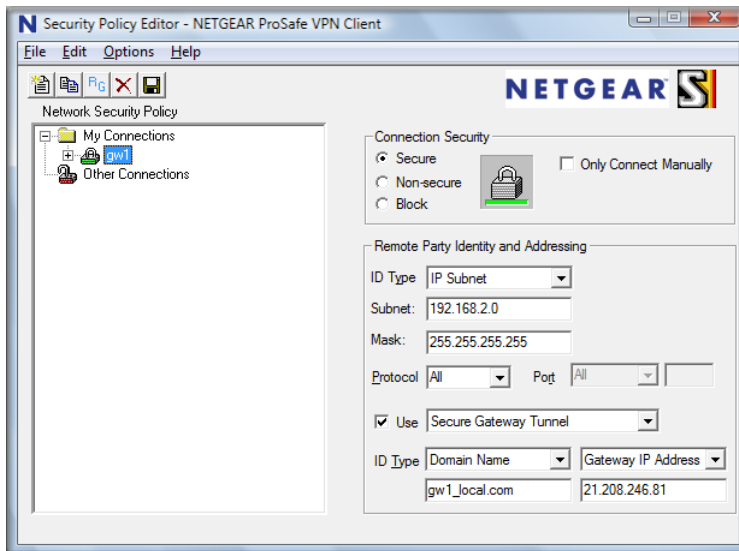 N Security Policy Editor - NETGEAR ProSafe VPN Client
File Edit Options Help
RG
NETGEAR
Network Security Policy
My Connections
gw1
Other Connections
Connection Security
Secure
Non-secure
Block
Only Connect Manually
Remote Party Identity and Addressing
ID Type IP Subnet
Subnet: 192.168.2.0
Mask: 255.255.255.255
Protocol All Port All
Use Secure Gateway Tunnel
ID Type Domain Name Gateway IP Address
gw1_local.com 21.208.246.81